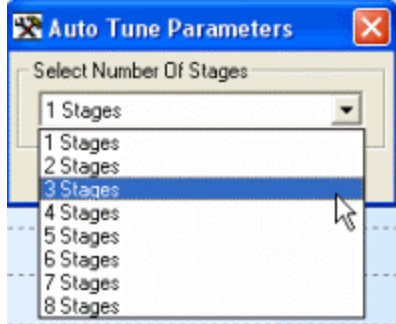 Auto Tune Parameters
Select Number Of Stages
1 Stages
1 Stages
2 Stages
3 Stages
4 Stages
5 Stages
6 Stages
7 Stages
8 Stages